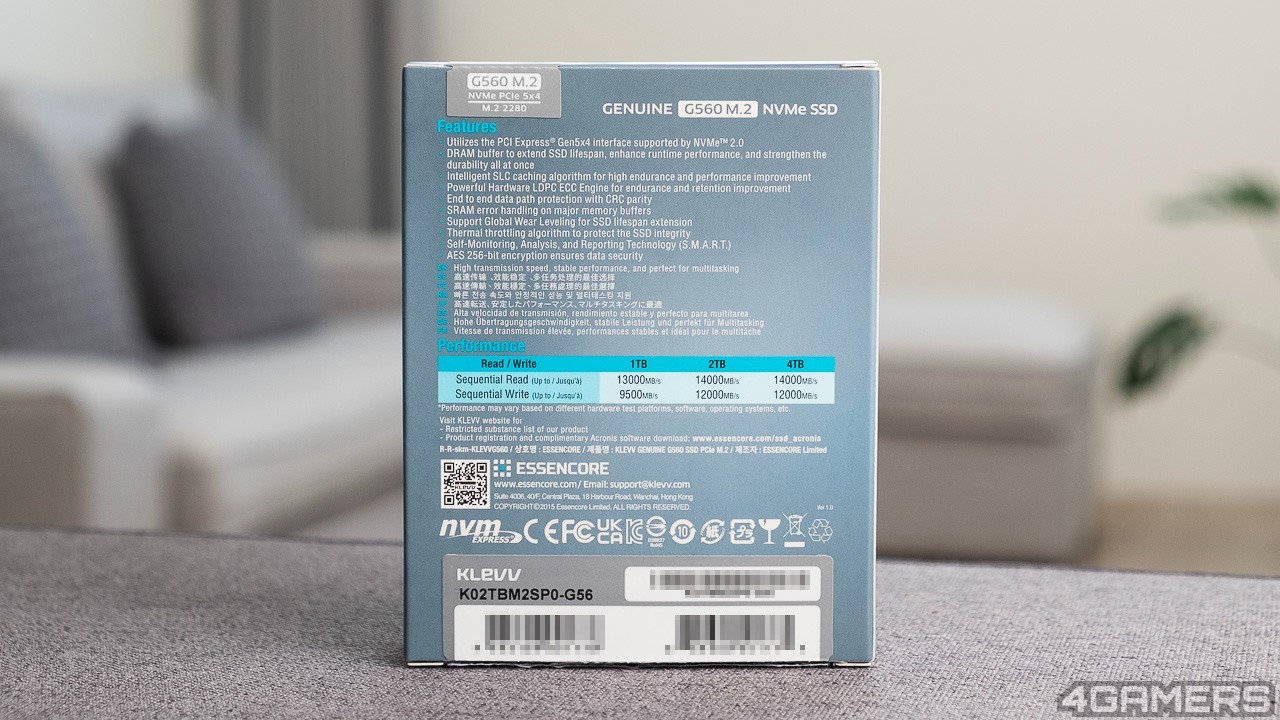 G560 M.2
NVMe PCIe 5x4
M.2 2280
GENUINE G560 M.2 NVMe SSD
Features
· Utilizes the PCI Express® Gen5x4 interface supported by NVMe™ 2.0
· DRAM buffer to extend SSD lifespan, enhance runtime performance, and strengthen the
durability all at once
· Intelligent SLC caching algorithm for high endurance and performance improvement
· Powerful Hardware LDPC ECC Engine for endurance and retention improvement
· End to end data path protection with CRC parity
· SRAM error handling on major memory buffers
· Support Global Wear Leveling for SSD lifespan extension
· Thermal throttling algorithm to protect the SSD integrity
· Self-Monitoring, Analysis, and Reporting Technology (S.M.A.R.T.)
· AES 256-bit encryption ensures data security
High transmission speed, stable performance, and perfect for multitasking
高速传输、效能稳定、多任务处理的最佳选择
高速傳輸、效能穩定、多任務處理的最佳選擇
빠른 전송 속도와 안정적인 성능 및 멀티태스킹 지원
高速転送、安定したパフォーマンス、マルチタスキングに最適
Alta velocidad de transmisión, rendimiento estable y perfecto para multitarea
Hohe Übertragungsgeschwindigkeit, stabile Leistung und perfekt für Multitasking
Vitesse de transmission élevée, performances stables et idéal pour le multitâche
Performance
Read / Write 1TB 2TB 4TB
Sequential Read (Up to / Jusqu'à) 13000MB/s 14000MB/s 14000MB/s
Sequential Write (Up to / Jusqu'à) 9500MB/s 12000MB/s 12000MB/s
*Performance may vary based on different hardware test platforms, software, operating systems, etc.
Visit KLEVV website for
- Restricted substance list of our product
- Product registration and complimentary Acronis software download: www.essencore.com/ssd_acronis
R-R-skm-KLEVVG560 / 상호명 : ESSENCORE / 제품명 : KLEVV GENUINE G560 SSD PCIe M.2 / 제조자 : ESSENCORE Limited
KLEVV
ESSENCORE
www.essencore.com / Email: support@klevv.com
Suite 4006, 40/F, Central Plaza, 18 Harbour Road, Wanchai, Hong Kong
COPYRIGHT©2015 Essencore Limited. ALL RIGHTS RESERVED.
Ver 1.0
nvm EXPRESS CE FC UK CA 10 紙 プラ
RoHS
KLEVV
K02TBM2SP0-G56
4GAMERS